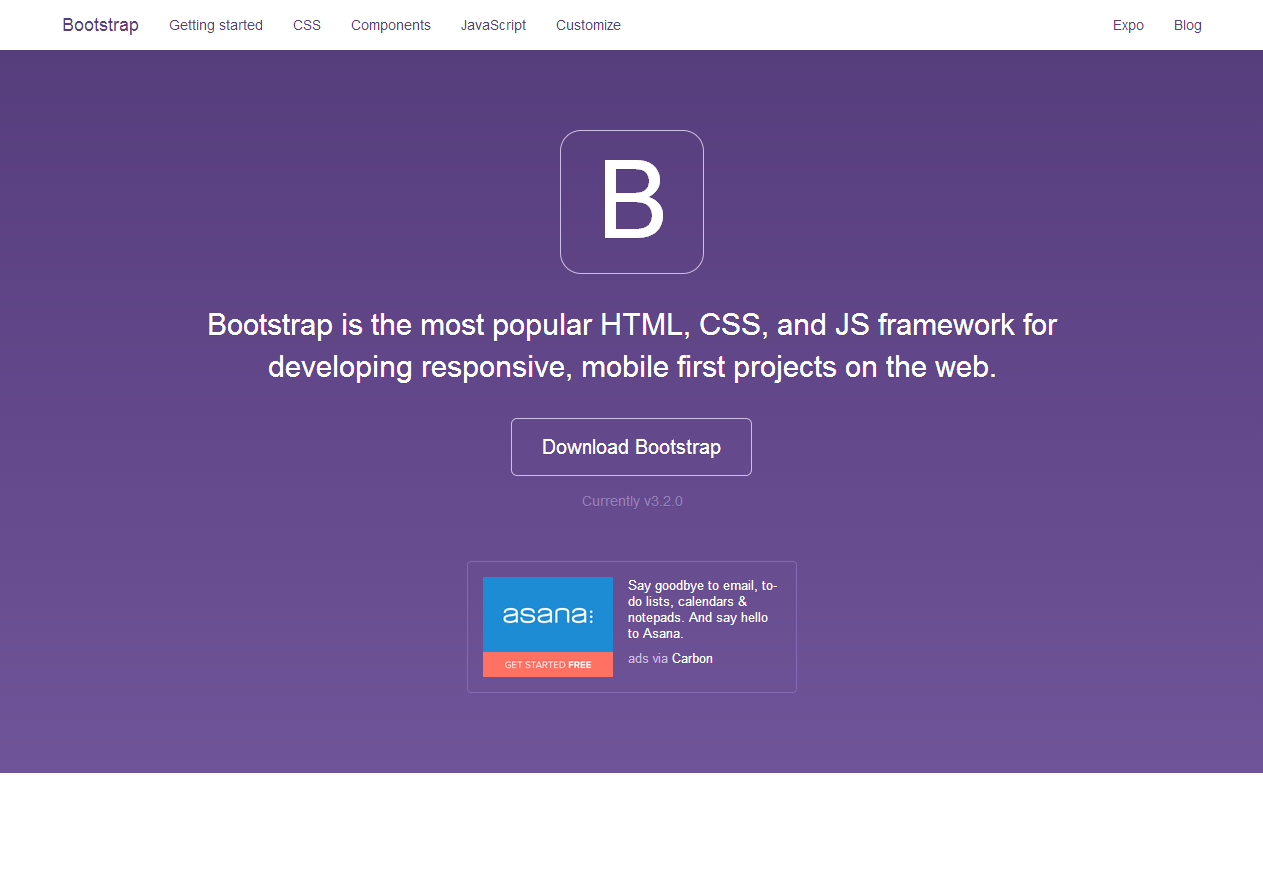 Bootstrap Getting started CSS Components JavaScript Customize Expo Blog
B
Bootstrap is the most popular HTML, CSS, and JS framework for
developing responsive, mobile first projects on the web.
Download Bootstrap
Currently v3.2.0
asana
GET STARTED FREE
Say goodbye to email, to-
do lists, calendars &
notepads. And say hello
to Asana.
ads via Carbon